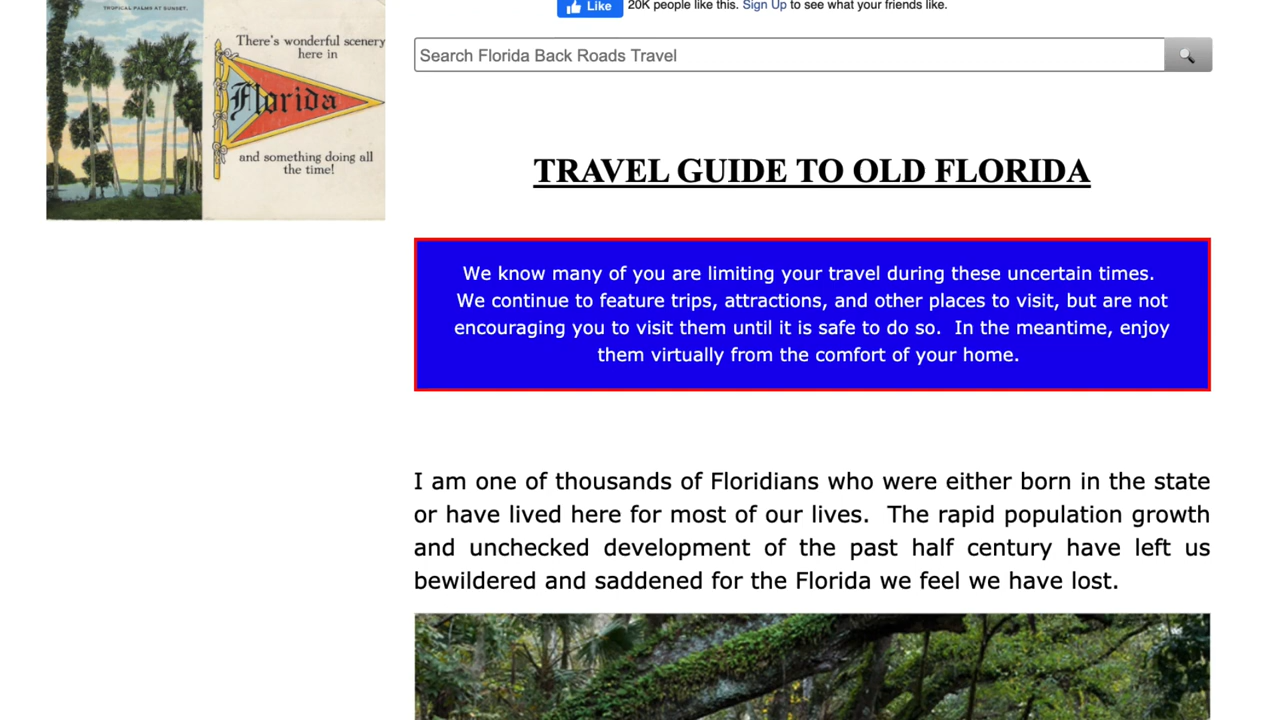 TROPICAL PALMS AT SUNSET.
There's wonderful scenery
here in
Florida
and something doing all
the time!
Like 20K people like this. Sign Up to see what your friends like.
Search Florida Back Roads Travel
TRAVEL GUIDE TO OLD FLORIDA
We know many of you are limiting your travel during these uncertain times.
We continue to feature trips, attractions, and other places to visit, but are not
encouraging you to visit them until it is safe to do so.  In the meantime, enjoy
them virtually from the comfort of your home.
I am one of thousands of Floridians who were either born in the state
or have lived here for most of our lives.  The rapid population growth
and unchecked development of the past half century have left us
bewildered and saddened for the Florida we feel we have lost.